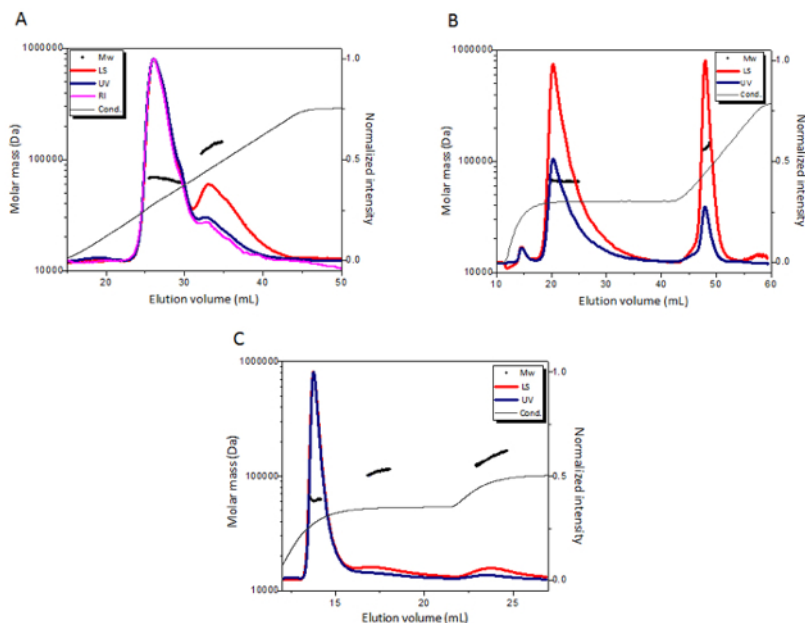 A
1000000
100000
10000
Molar mass (Da)
Mw
LS
UV
RI
Cond.
1.0
0.5
0.0
Normalized intensity
20
30
40
50
Elution volume (mL)
B
1000000
100000
10000
Molar mass (Da)
Mw
LS
UV
Cond.
1.0
0.5
0.0
Normalized intensity
10
20
30
40
50
60
Elution volume (mL)
C
1000000
100000
10000
Molar mass (Da)
Mw
LS
UV
Cond.
1.0
0.5
0.0
Normalized intensity
15
20
25
Elution volume (mL)